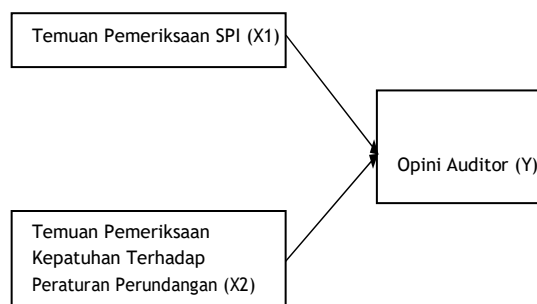 Temuan Pemeriksaan SPI (X1)
Opini Auditor (Y)
Temuan Pemeriksaan
Kepatuhan Terhadap
Peraturan Perundangan (X2)